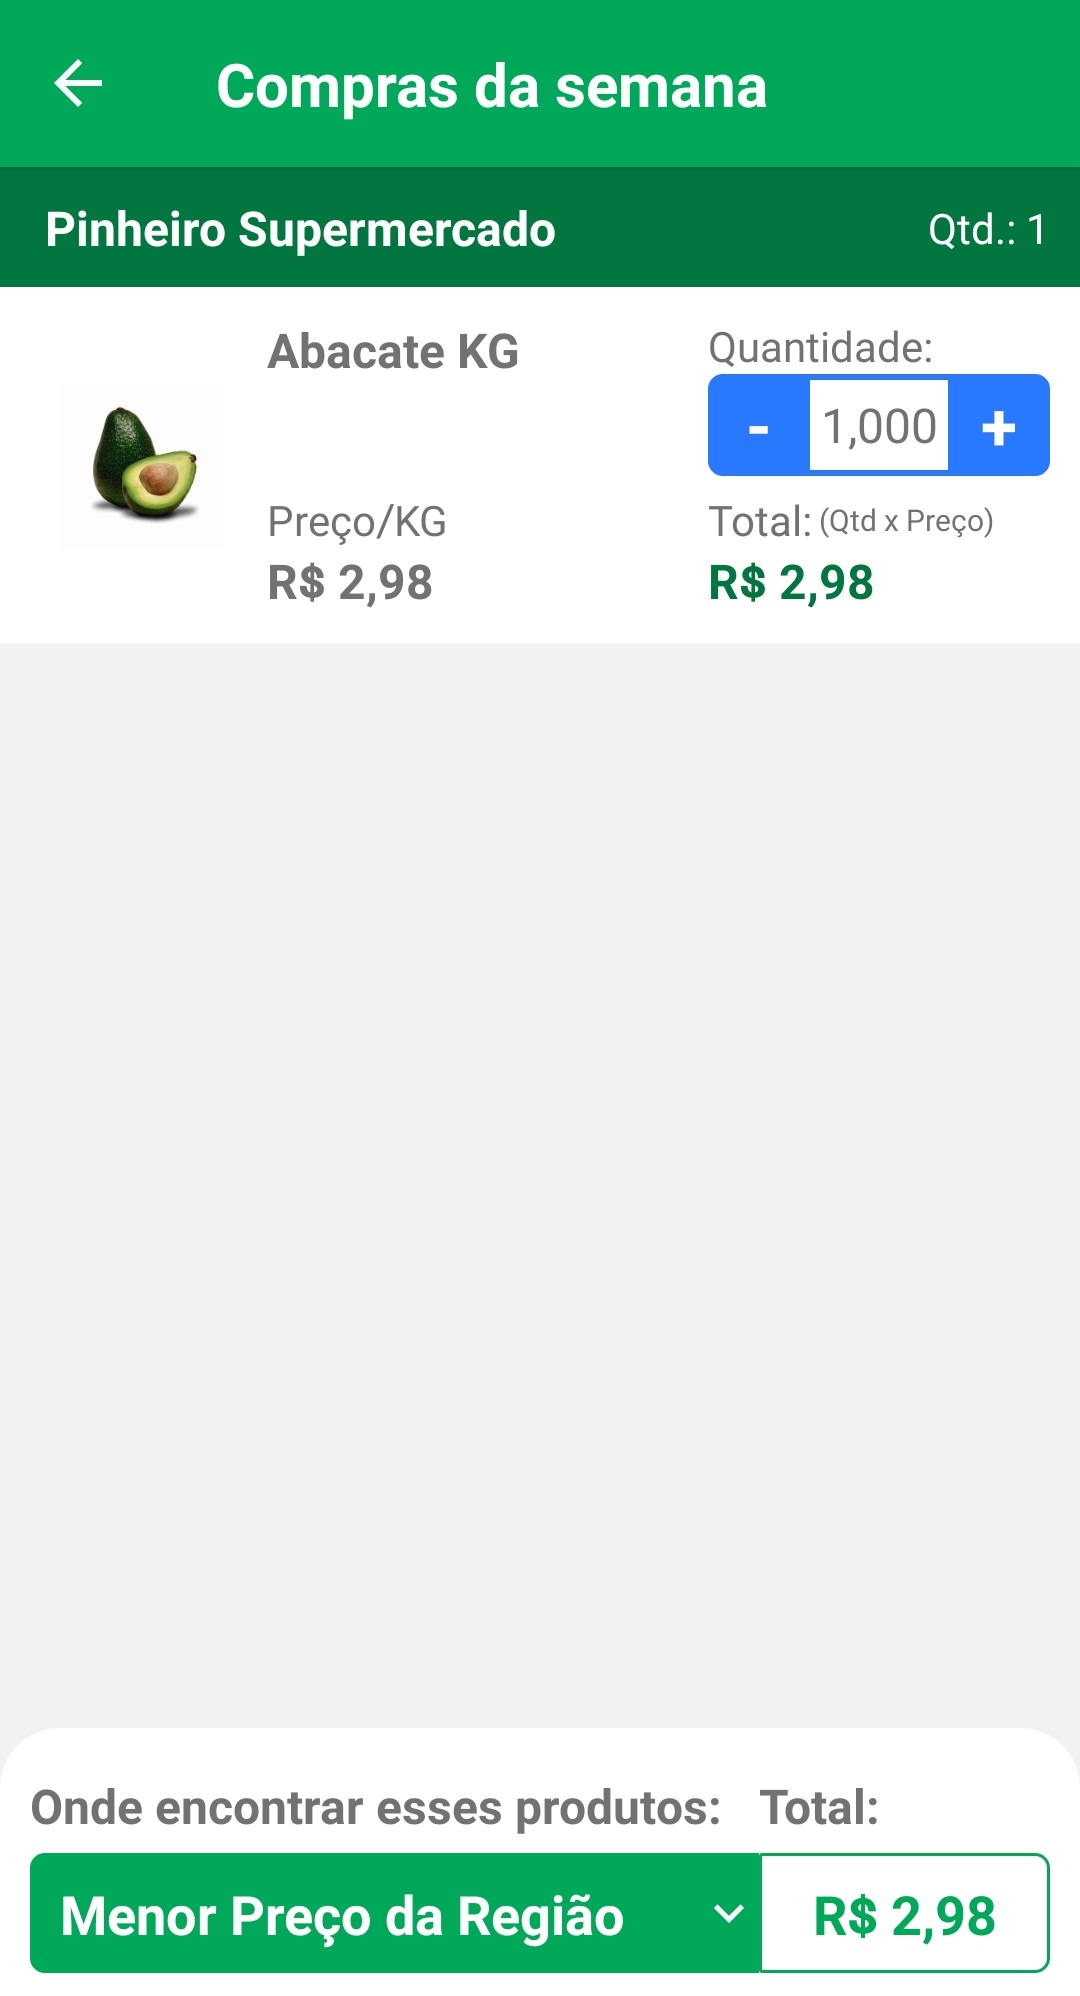 Compras da semana
Pinheiro Supermercado Qtd.: 1
Abacate KG
Quantidade:
- 1,000 +
Preço/KG
R$ 2,98
Total: (Qtd x Preço)
R$ 2,98
Onde encontrar esses produtos: Total:
Menor Preço da Região R$ 2,98